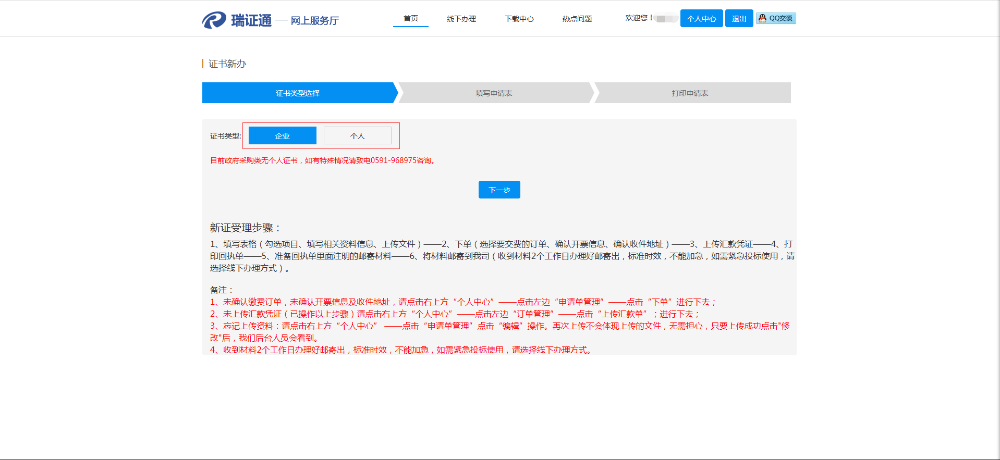 瑞证通 — 网上服务厅
首页 线下办理 下载中心 热点问题 欢迎您! 个人中心 退出 QQ交谈
证书新办
证书类型选择 填写申请表 打印申请表
证书类型: 企业 个人
目前政府采购类无个人证书，如有特殊情况请致电0591-968975咨询。
下一步
新证受理步骤：
1、填写表格（勾选项目、填写相关资料信息、上传文件）——2、下单（选择要交费的订单、确认开票信息、确认收件地址）——3、上传汇款凭证——4、打
印回执单——5、准备回执单里面注明的邮寄材料——6、将材料邮寄到我司（收到材料2个工作日办理好邮寄出，标准时效，不能加急，如需紧急投标使用，请
选择线下办理方式）。
备注：
1、未确认缴费订单，未确认开票信息及收件地址，请点击右上方“个人中心”——点击左边“申请单管理”——点击“下单”进行下去；
2、未上传汇款凭证（已操作以上步骤）请点击右上方“个人中心”——点击左边“订单管理”——点击“上传汇款单”；进行下去；
3、忘记上传资料：请点击右上方“个人中心” ——点击“申请单管理”点击“编辑”操作。再次上传不会体现上传的文件，无需担心，只要上传成功点击"修
改"后，我们后台人员会看到。
4、收到材料2个工作日办理好邮寄出，标准时效，不能加急，如需紧急投标使用，请选择线下办理方式。